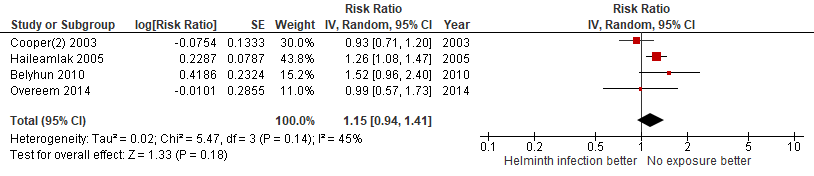 Risk Ratio Risk Ratio
Study or Subgroup log[Risk Ratio] SE Weight IV, Random, 95% CI Year IV, Random, 95% CI
Cooper(2) 2003 -0.0754 0.1333 30.0% 0.93 [0.71, 1.20] 2003
Haileamlak 2005 0.2287 0.0787 43.8% 1.26 [1.08, 1.47] 2005
Belyhun 2010 0.4186 0.2324 15.2% 1.52 [0.96, 2.40] 2010
Overeem 2014 -0.0101 0.2855 11.0% 0.99 [0.57, 1.73] 2014
Total (95% CI) 100.0% 1.15 [0.94, 1.41]
Heterogeneity: Tau² = 0.02; Chi² = 5.47, df = 3 (P = 0.14); I² = 45%
Test for overall effect: Z = 1.33 (P = 0.18)
0.1 0.2 0.5 1 2 5 10
Helminth infection better No exposure better